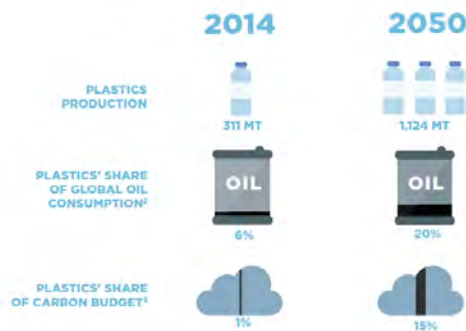 2014 2050
PLASTICS
PRODUCTION
311 MT 1,124 MT
PLASTICS' SHARE
OF GLOBAL OIL
CONSUMPTION²
OIL OIL
6% 20%
PLASTICS' SHARE
OF CARBON BUDGET³
1% 15%